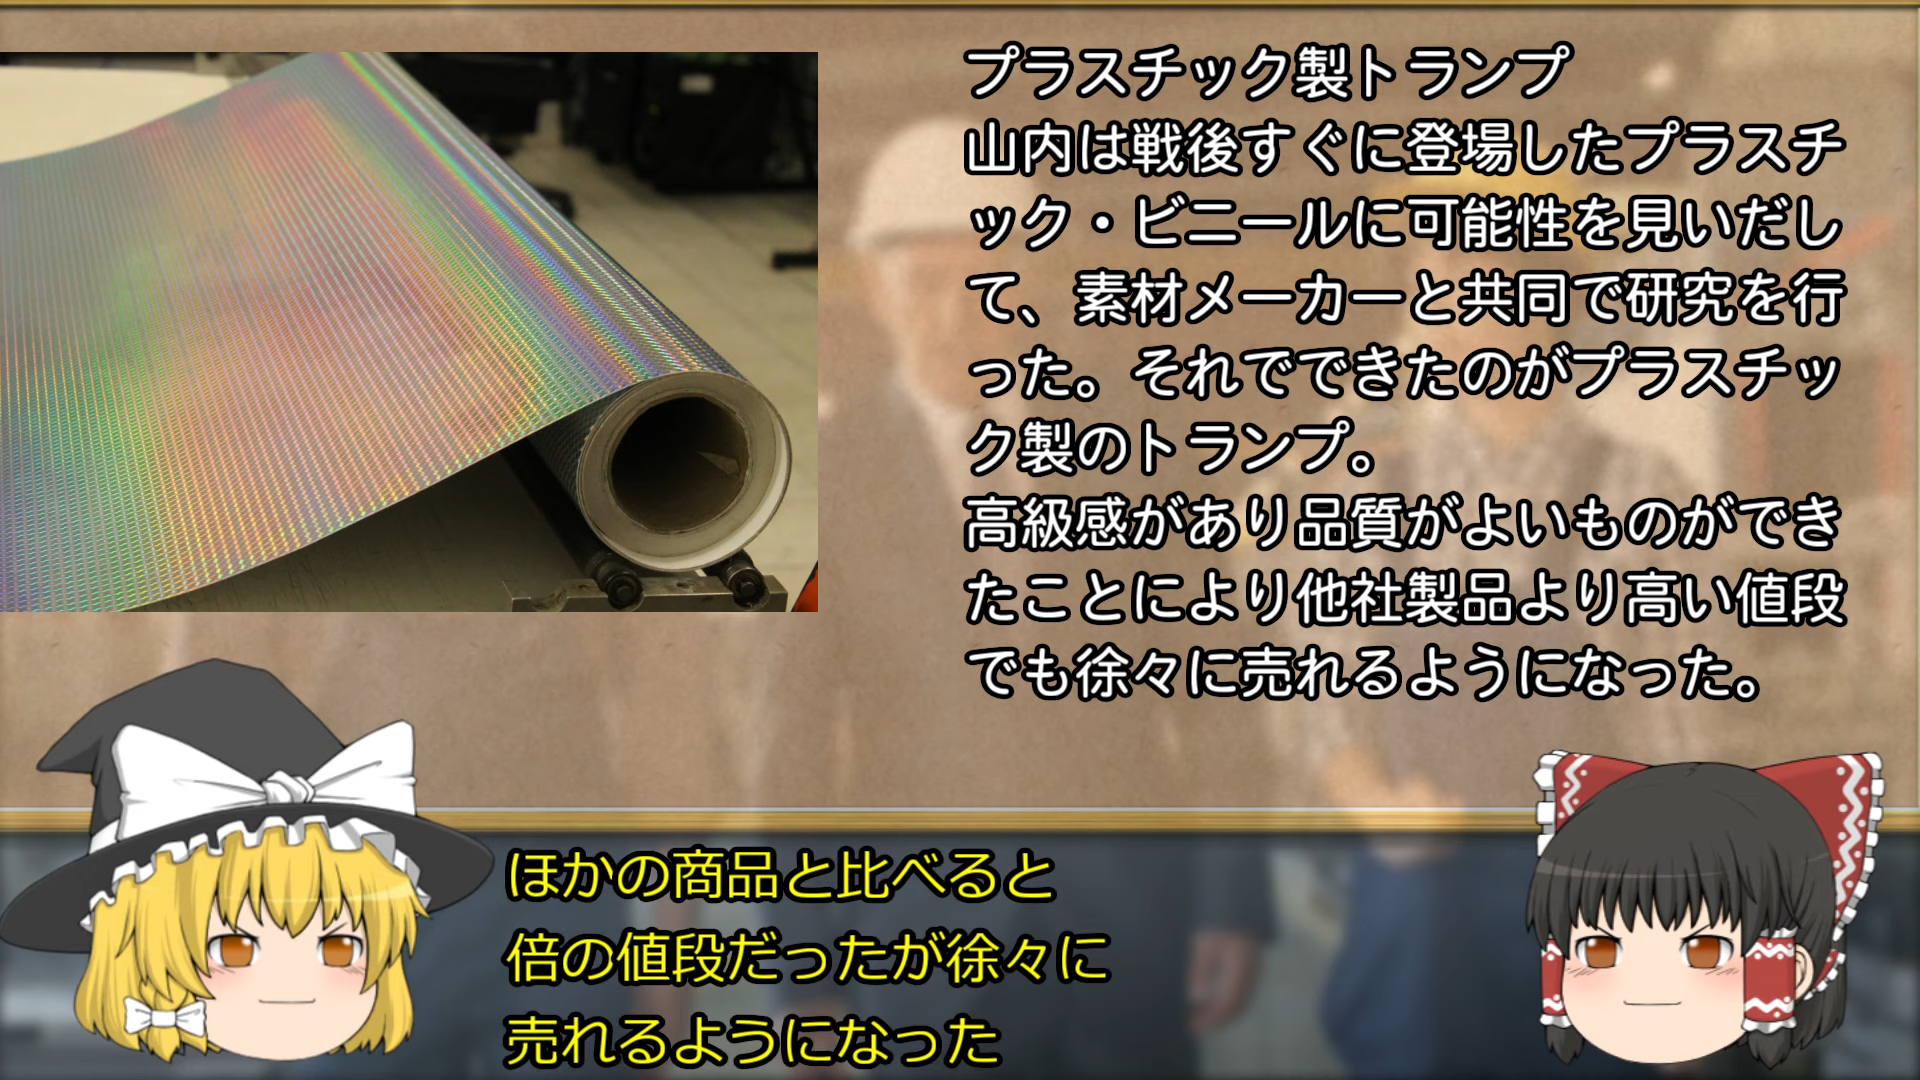 プラスチック製トランプ
山内は戦後すぐに登場したプラスチ
ック・ビニールに可能性を見いだし
て、素材メーカーと共同で研究を行
った。それでできたのがプラスチッ
ク製のトランプ。
高級感があり品質がよいものができ
たことにより他社製品より高い値段
でも徐々に売れるようになった。
ほかの商品と比べると
倍の値段だったが徐々に
売れるようになった